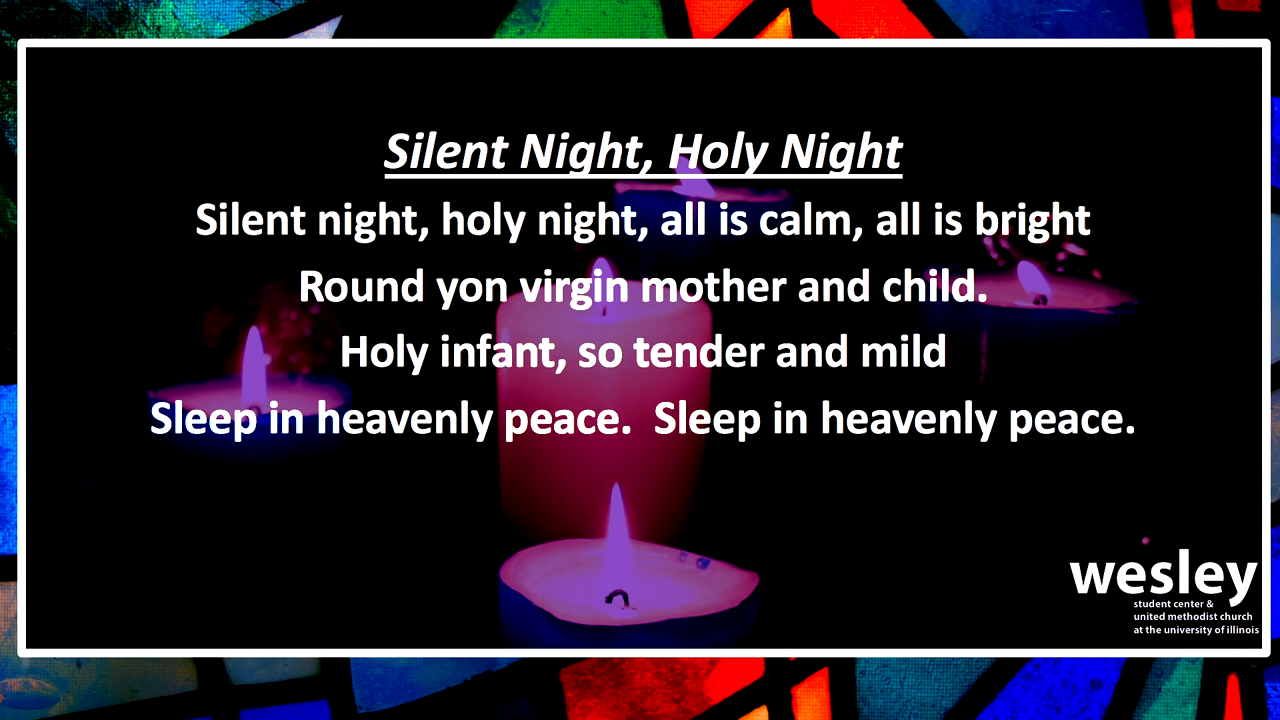 Silent Night, Holy Night
Silent night, holy night, all is calm, all is bright
Round yon virgin mother and child.
Holy infant, so tender and mild
Sleep in heavenly peace.  Sleep in heavenly peace.
wesley
student center &
united methodist church
at the university of illinois